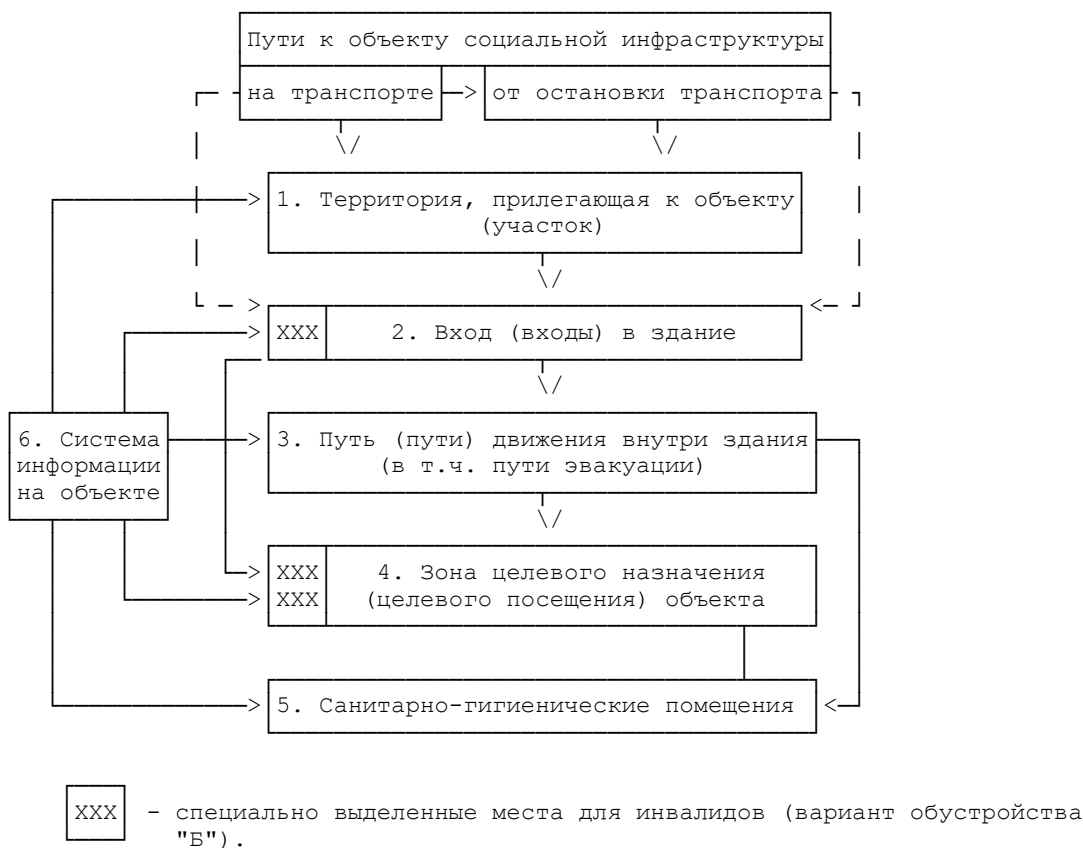 Пути к объекту социальной инфраструктуры
на транспорте
от остановки транспорта
1. Территория, прилегающая к объекту
(участок)
XXX
2. Вход (входы) в здание
6. Система
информации
на объекте
3. Путь (пути) движения внутри здания
(в т.ч. пути эвакуации)
XXX
XXX
4. Зона целевого назначения
(целевого посещения) объекта
5. Санитарно-гигиенические помещения
XXX
- специально выделенные места для инвалидов (вариант обустройства
"Б").